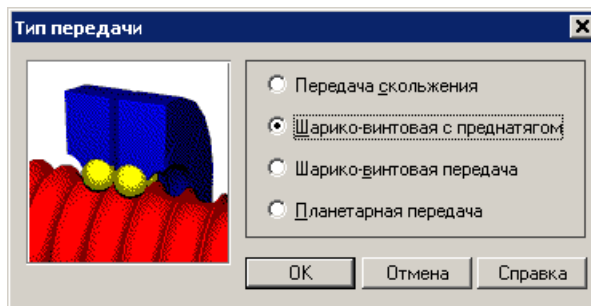 Тип передачи
Передача скольжения
Шарико-винтовая с преднатягом
Шарико-винтовая передача
Планетарная передача
OK Отмена Справка